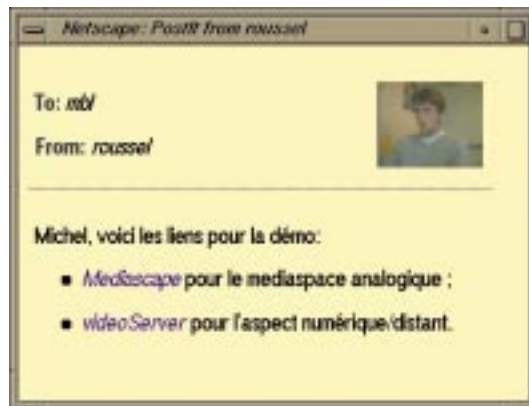 Netscape: PostIt from roussel
To: mbl
From: roussel
Michel, voici les liens pour la démo:
Mediascape pour le mediaspace analogique ;
videoServer pour l'aspect numérique/distant.